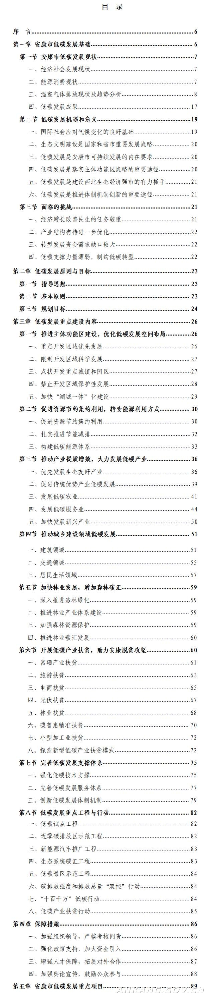 目 录
序 言 6
第一章 安康市低碳发展基础 6
第一节 安康市低碳发展现状 7
一、经济社会发展现状 7
二、能源消费现状 7
三、温室气体排放现状及趋势分析 8
四、低碳发展成果 17
第二节 低碳发展机遇和意义 19
一、国际社会应对气候变化的良好基础 19
二、生态文明建设是国家和省市重要发展战略 20
三、低碳发展是安康市可持续发展的内在要求 20
四、低碳发展是落实主体功能区战略的重要途径 20
五、低碳发展是建设西北生态经济强市的有力抓手 21
六、低碳发展是推进体制机制创新的重要途径 21
第三节 面临的挑战 21
一、经济增长改善民生的任务较重 21
二、产业结构有待进一步优化 22
三、转型发展资金需求缺口较大 22
四、低碳支撑力量薄弱，制约低碳转型 22
第二章 低碳发展原则与目标 23
第一节 指导思想 23
第二节 基本原则 23
第三节 规划目标 24
第三章 低碳发展重点建设内容 26
第一节 推进主体功能区建设，优化低碳发展空间布局 26
一、重点开发区域优先发展 26
二、限制开发区域科学发展 27
三、点状开发重点城镇和园区 27
四、禁止开发区域保护性发展 28
五、加快“湖城一体”化建设 29
第二节 促进资源节约集约利用，转变能源利用方式 30
一、促进资源节约集约利用 30
二、扎实推进节能减排 32
三、构建低碳能源体系 33
第三节 推动产业提质增效，大力发展低碳产业 36
一、优先发展生态友好产业 36
二、促进传统优势产业低碳发展 39
三、发展低碳农业 41
四、发展低碳服务业 44
五、加快发展新兴产业 50
第四节 推动城乡建设领域低碳发展 51
一、建筑领域 51
二、交通领域 55
三、居民生活领域 57
第五节 加快林业发展，增加森林碳汇 59
一、深入推进造林绿化 59
二、推进林业产业体系建设 59
三、加强森林资源保护 59
四、推进林业碳汇发展 60
第六节 开展低碳产业扶贫，助力安康脱贫攻坚 60
一、富硒产业扶贫 61
二、旅游扶贫 63
三、电商扶贫 65
四、光伏扶贫 67
五、林业扶贫 68
六、碳普惠精准扶贫 70
七、小型加工业扶贫 72
八、探索新型低碳产业扶贫模式 72
第七节 完善低碳发展支撑体系 75
一、强化低碳技术支撑 75
二、完善低碳发展服务体系 77
三、创新低碳发展体制机制 79
第八节 低碳发展重点工程与行动 82
一、低碳试点工程 82
二、近零碳排放区示范工程 82
三、新能源汽车推广工程 83
四、生态系统碳汇工程 83
五、低碳景区示范工程 84
六、碳排放强度和排放总量“双控”行动 84
七、“十百千万”低碳行动 84
八、低碳产业扶贫行动 85
第四章 保障措施 86
一、加强组织领导，严格考核问责 86
二、强化政策支持，加大资金引入 86
三、增强人才保障，拓展对外合作 87
四、加强舆论宣传，鼓励公众参与 88
第五章 安康市低碳发展重点项目 89
ANKANG.GOV.CN